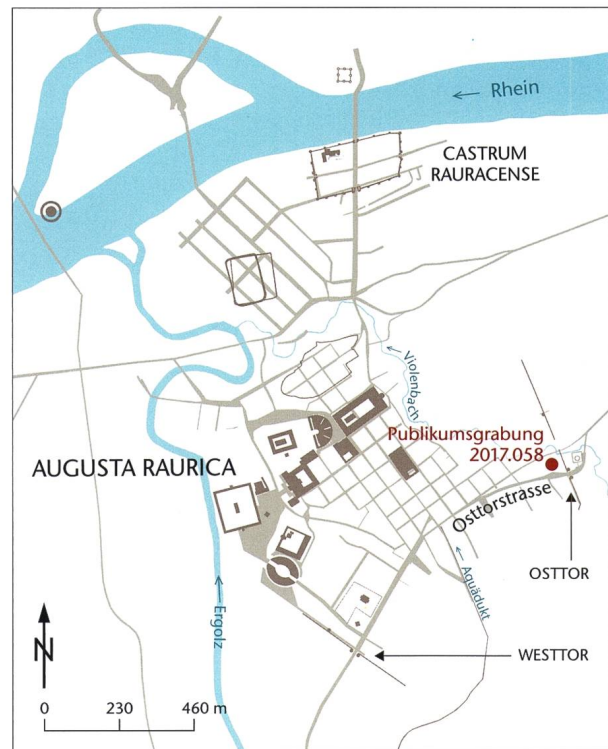 ← Rhein
CASTRUM
RAURACENSE
← Violenbach
Publikumsgrabung
2017.058
AUGUSTA RAURICA
Osttorstrasse
OSTTOR
← Aquädukt
← Ergolz
WESTTOR
N
0 230 460 m